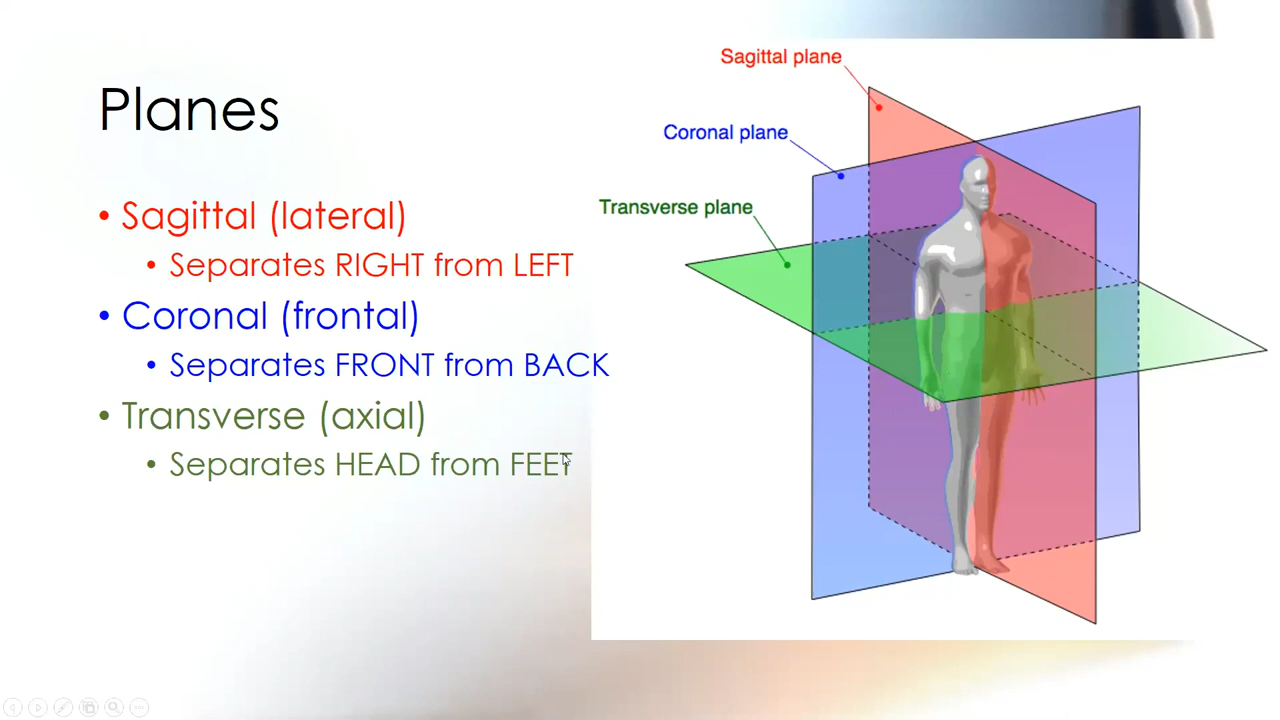 Planes
• Sagittal (lateral)
• Separates RIGHT from LEFT
• Coronal (frontal)
• Separates FRONT from BACK
• Transverse (axial)
• Separates HEAD from FEET
Sagittal plane
Coronal plane
Transverse plane